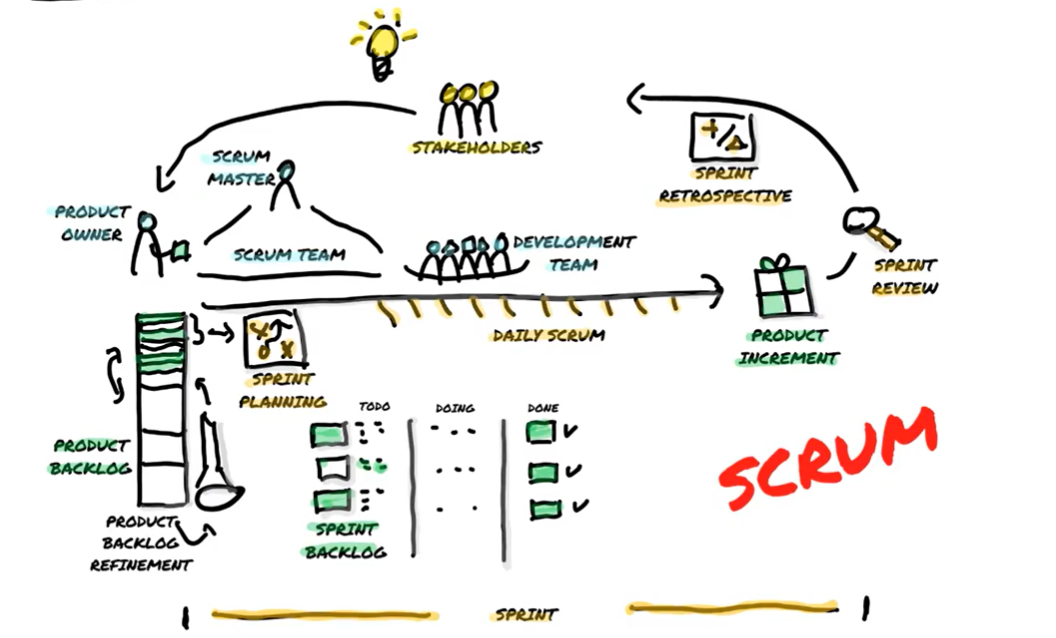 STAKEHOLDERS
SCRUM
MASTER
SPRINT
RETROSPECTIVE
PRODUCT
OWNER
SCRUM TEAM
DEVELOPMENT
TEAM
SPRINT
REVIEW
DAILY SCRUM
PRODUCT
INCREMENT
SPRINT
PLANNING
TODO
DOING
DONE
PRODUCT
BACKLOG
SCRUM
SPRINT
BACKLOG
PRODUCT
BACKLOG
REFINEMENT
SPRINT